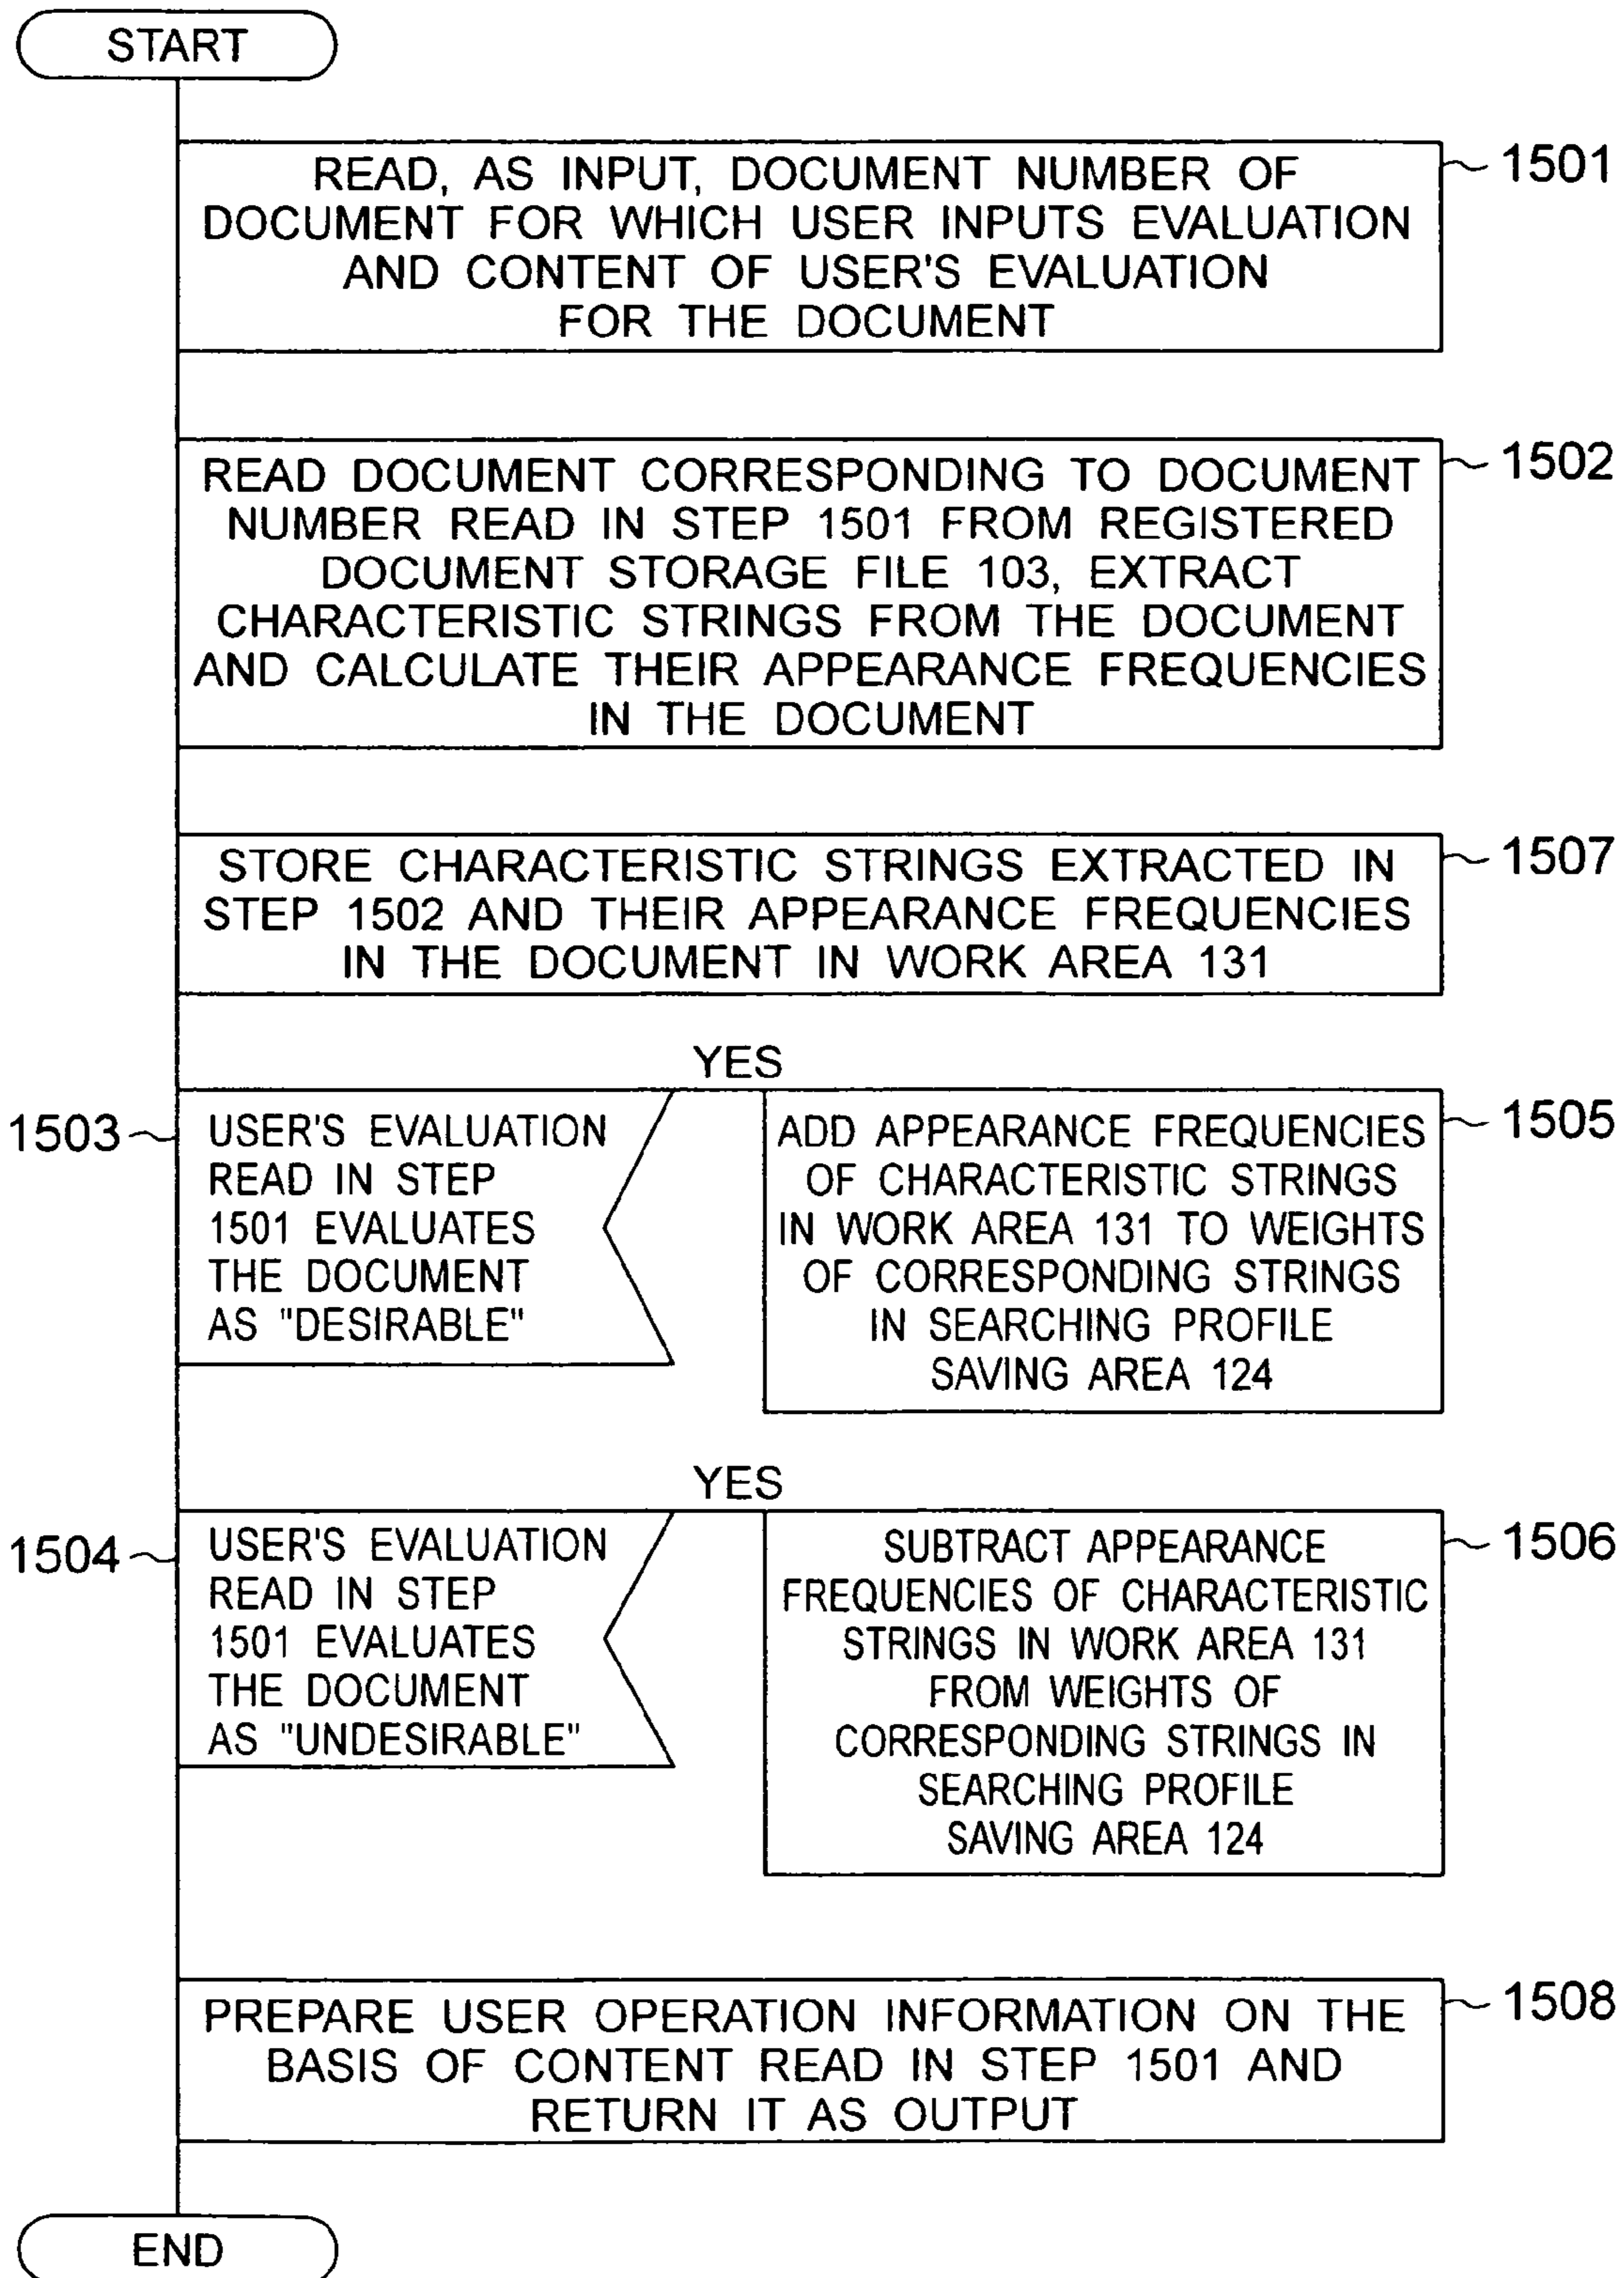 START
READ, AS INPUT, DOCUMENT NUMBER OF
DOCUMENT FOR WHICH USER INPUTS EVALUATION
AND CONTENT OF USER'S EVALUATION
FOR THE DOCUMENT
1501
READ DOCUMENT CORRESPONDING TO DOCUMENT
NUMBER READ IN STEP 1501 FROM REGISTERED
DOCUMENT STORAGE FILE 103, EXTRACT
CHARACTERISTIC STRINGS FROM THE DOCUMENT
AND CALCULATE THEIR APPEARANCE FREQUENCIES
IN THE DOCUMENT
1502
STORE CHARACTERISTIC STRINGS EXTRACTED IN
STEP 1502 AND THEIR APPEARANCE FREQUENCIES
IN THE DOCUMENT IN WORK AREA 131
1507
YES
1503
USER'S EVALUATION
READ IN STEP
1501 EVALUATES
THE DOCUMENT
AS "DESIRABLE"
ADD APPEARANCE FREQUENCIES
OF CHARACTERISTIC STRINGS
IN WORK AREA 131 TO WEIGHTS
OF CORRESPONDING STRINGS
IN SEARCHING PROFILE
SAVING AREA 124
1505
YES
1504
USER'S EVALUATION
READ IN STEP
1501 EVALUATES
THE DOCUMENT
AS "UNDESIRABLE"
SUBTRACT APPEARANCE
FREQUENCIES OF CHARACTERISTIC
STRINGS IN WORK AREA 131
FROM WEIGHTS OF
CORRESPONDING STRINGS IN
SEARCHING PROFILE
SAVING AREA 124
1506
PREPARE USER OPERATION INFORMATION ON THE
BASIS OF CONTENT READ IN STEP 1501 AND
RETURN IT AS OUTPUT
1508
END